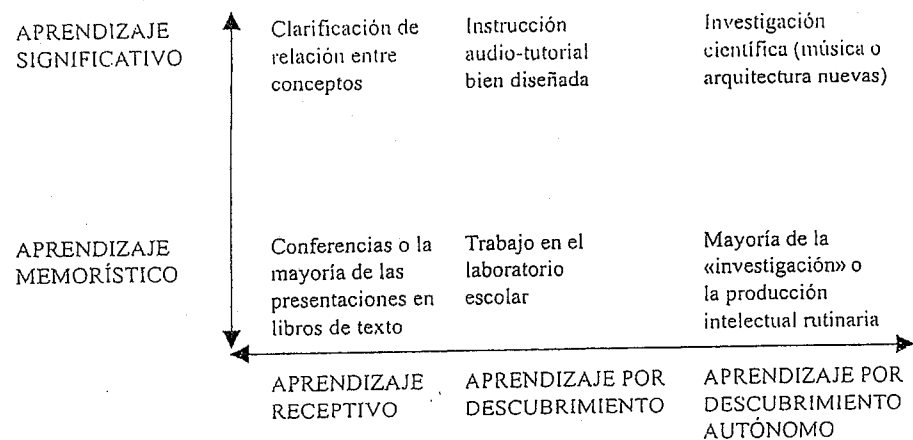 APRENDIZAJE
SIGNIFICATIVO
Clarificación de
relación entre
conceptos
Instrucción
audio-tutorial
bien diseñada
Investigación
científica (música o
arquitectura nuevas)
APRENDIZAJE
MEMORÍSTICO
Conferencias o la
mayoría de las
presentaciones en
libros de texto
Trabajo en el
laboratorio
escolar
Mayoría de la
«investigación» o
la producción
intelectual rutinaria
APRENDIZAJE
RECEPTIVO
APRENDIZAJE POR
DESCUBRIMIENTO
APRENDIZAJE POR
DESCUBRIMIENTO
AUTÓNOMO